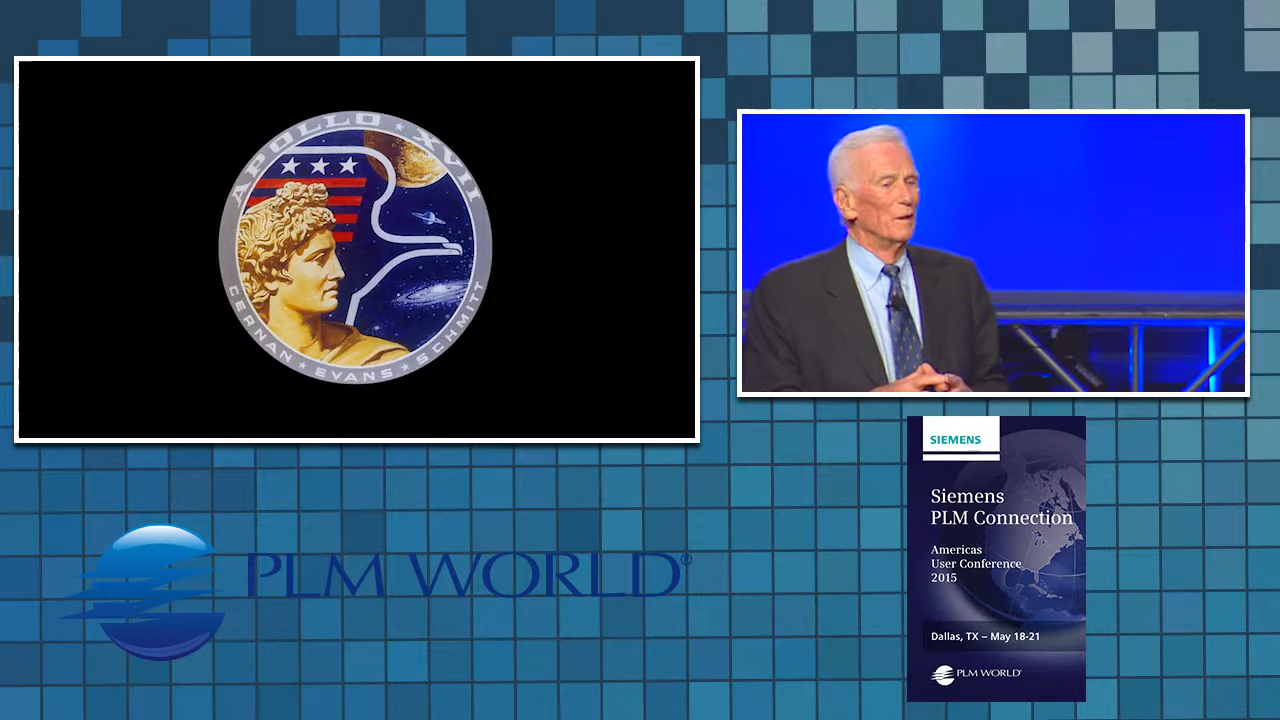 APOLLO ★ XVII
CERNAN ★ EVANS ★ SCHMITT
PLM WORLD®
SIEMENS
Siemens
PLM Connection
Americas
User Conference
2015
Dallas, TX – May 18-21
PLM WORLD